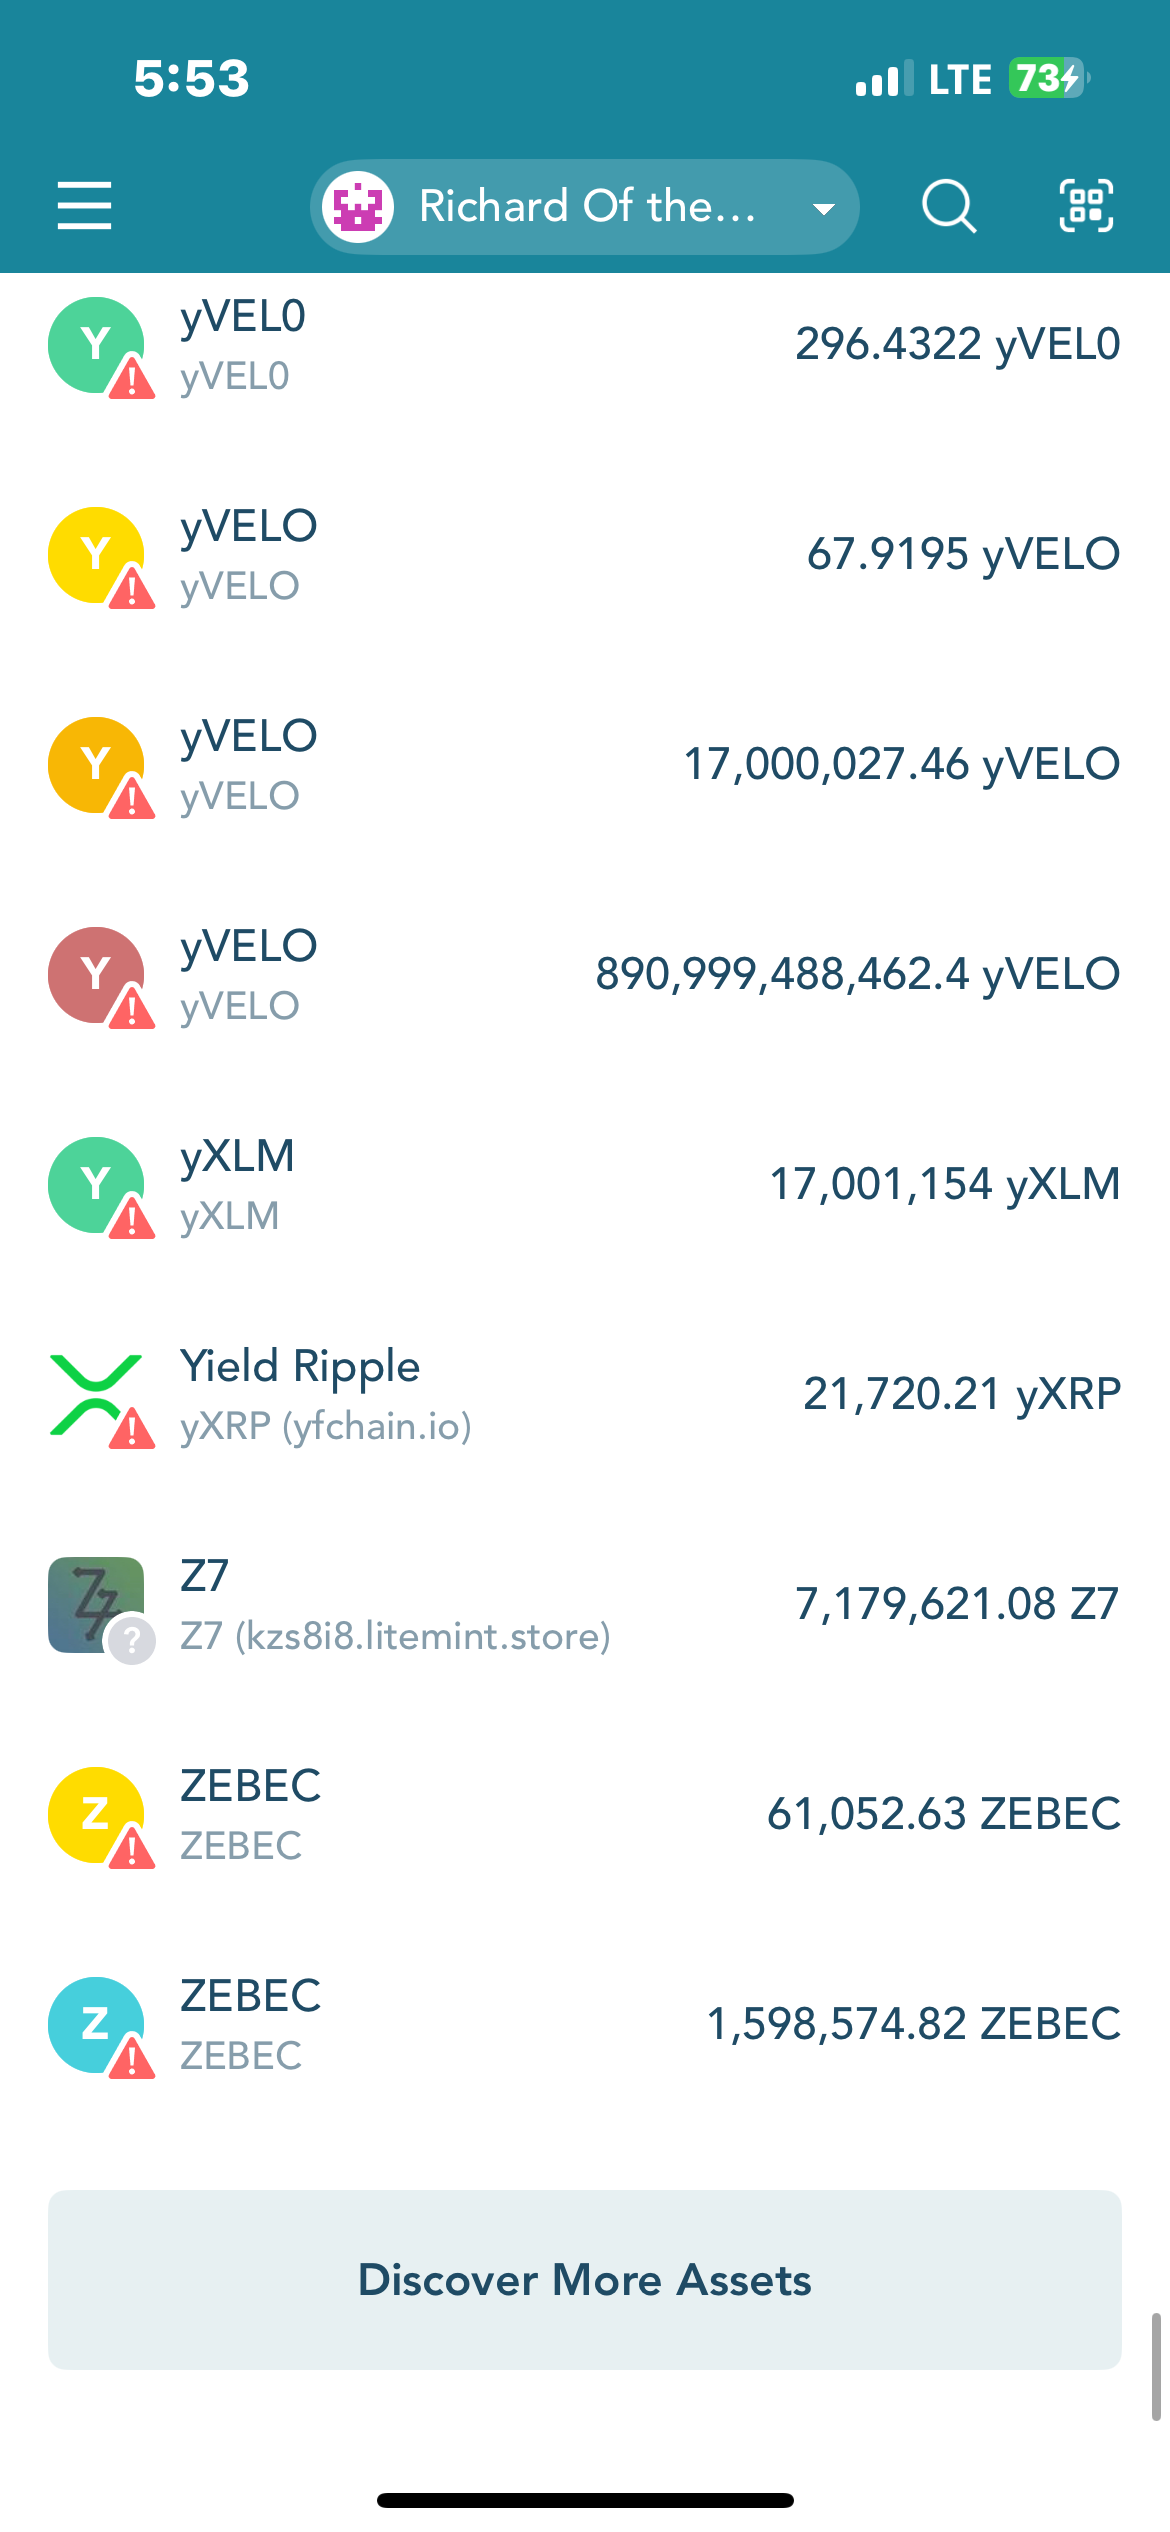 5:53
LTE 73
Richard Of the...
Y
yVEL0
yVEL0
296.4322 yVEL0
Y
yVELO
yVELO
67.9195 yVELO
Y
yVELO
yVELO
17,000,027.46 yVELO
Y
yVELO
yVELO
890,999,488,462.4 yVELO
Y
yXLM
yXLM
17,001,154 yXLM
Yield Ripple
yXRP (yfchain.io)
21,720.21 yXRP
Z7
Z7
Z7 (kzs8i8.litemint.store)
7,179,621.08 Z7
Z
ZEBEC
ZEBEC
61,052.63 ZEBEC
Z
ZEBEC
ZEBEC
1,598,574.82 ZEBEC
Discover More Assets